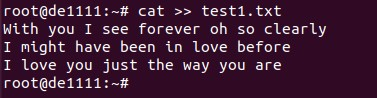 root@de1111:~# cat >> test1.txt
With you I see forever oh so clearly
I might have been in love before
I love you just the way you are
root@de1111:~#